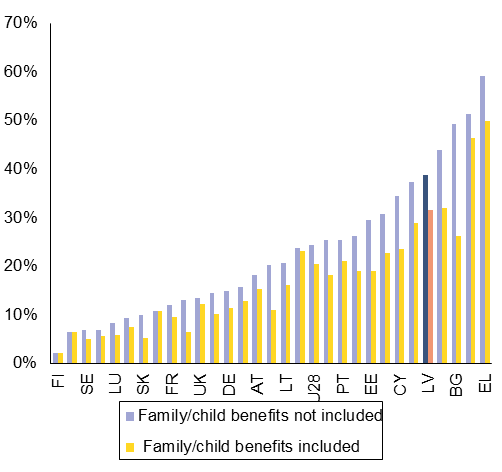 70%
60%
50%
40%
30%
20%
10%
0%
FI
SE
LU
SK
FR
UK
DE
AT
LT
U28
PT
EE
CY
LV
BG
EL
Family/child benefits not included
Family/child benefits included